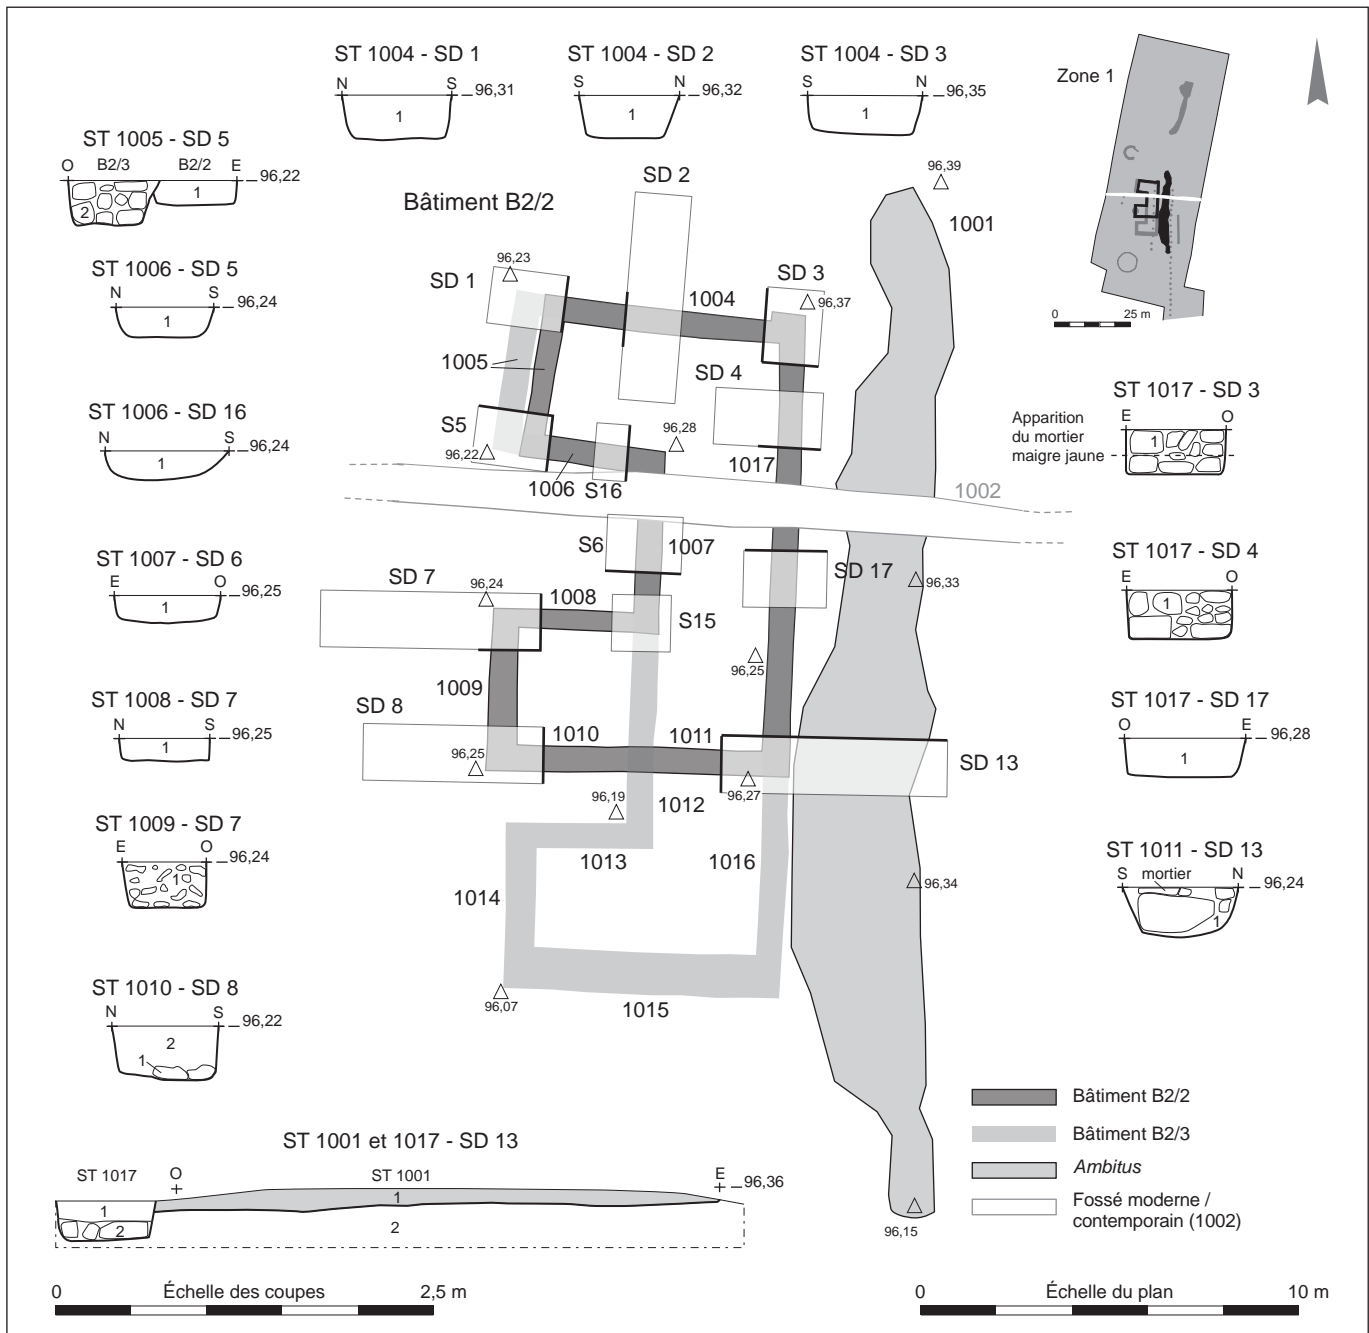 ST 1004 - SD 1
N S 96,31
1
ST 1004 - SD 2
S N 96,32
1
ST 1004 - SD 3
S N 96,35
1
Zone 1
0 25 m
ST 1005 - SD 5
O B2/3 B2/2 E 96,22
1
2
ST 1006 - SD 5
N S 96,24
1
ST 1006 - SD 16
N S 96,24
1
ST 1007 - SD 6
E O 96,25
1
ST 1008 - SD 7
N S 96,25
1
ST 1009 - SD 7
E O 96,24
1
ST 1010 - SD 8
N S 96,22
2
1
Bâtiment B2/2
SD 2
96,39
1001
96,23
SD 1
SD 3
1004
96,37
1005
SD 4
S5
96,28
96,22
1017
1006
S16
1002
S6
1007
SD 7
96,24
SD 17
96,33
1008
S15
96,25
1009
SD 8
1010
1011
96,25
SD 13
96,27
96,19
1012
1013
1016
96,34
1014
96,07
1015
96,15
ST 1017 - SD 3
E O
Apparition
du mortier
maigre jaune
1
ST 1017 - SD 4
E O
1
ST 1017 - SD 17
O E 96,28
1
ST 1011 - SD 13
S mortier N 96,24
1
Bâtiment B2/2
Bâtiment B2/3
Ambitus
Fossé moderne /
contemporain (1002)
ST 1001 et 1017 - SD 13
ST 1017 O ST 1001 E 96,36
1
1
2
2
0 Échelle des coupes 2,5 m
0 Échelle du plan 10 m